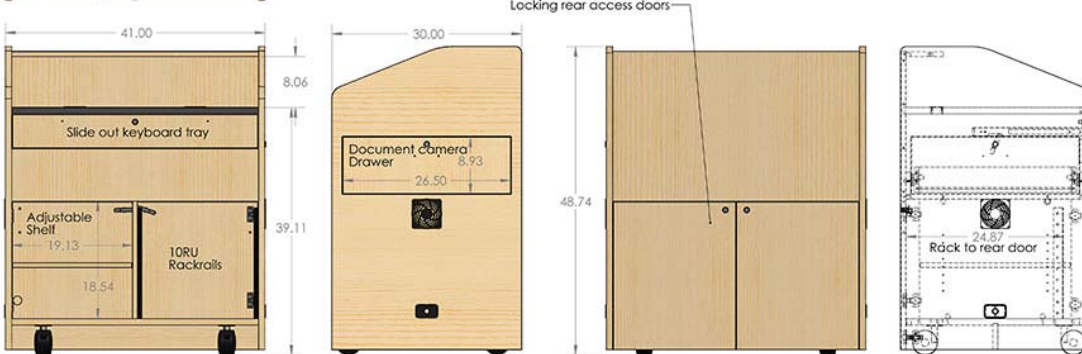 Locking rear access doors
41.00
30.00
8.06
Slide out keyboard tray
Document camera
Drawer
8.93
26.50
48.74
39.11
Adjustable
Shelf
19.13
18.54
10RU
Rackrails
24.87
Rack to rear door